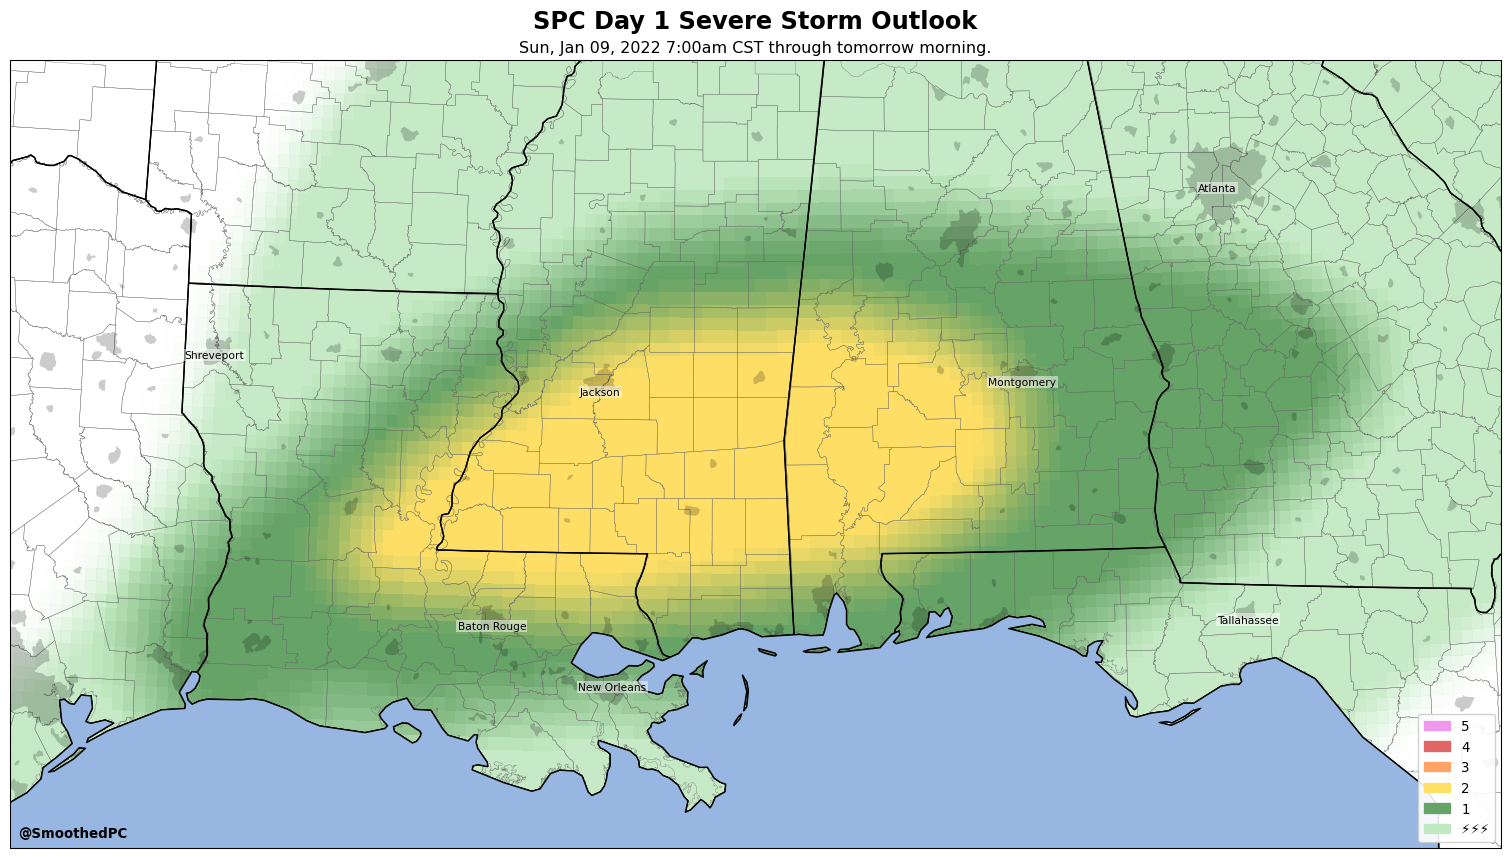 SPC Day 1 Severe Storm Outlook
Sun, Jan 09, 2022 7:00am CST through tomorrow morning.
Atlanta
Shreveport
Jackson
Montgomery
Baton Rouge
Tallahassee
New Orleans
5
4
3
2
1
⚡⚡⚡
@SmoothedPC